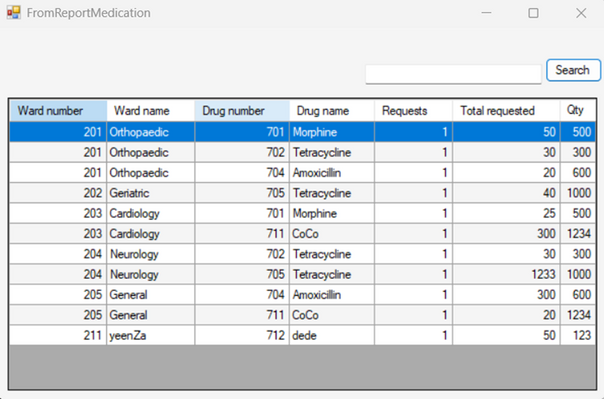 FromReportMedication
Search
Ward number Ward name Drug number Drug name Requests Total requested Qty
201 Orthopaedic 701 Morphine 1 50 500
201 Orthopaedic 702 Tetracycline 1 30 300
201 Orthopaedic 704 Amoxicillin 1 20 600
202 Geriatric 705 Tetracycline 1 40 1000
203 Cardiology 701 Morphine 1 25 500
203 Cardiology 711 CoCo 1 300 1234
204 Neurology 702 Tetracycline 1 30 300
204 Neurology 705 Tetracycline 1 1233 1000
205 General 704 Amoxicillin 1 300 600
205 General 711 CoCo 1 20 1234
211 yeenZa 712 dede 1 50 123